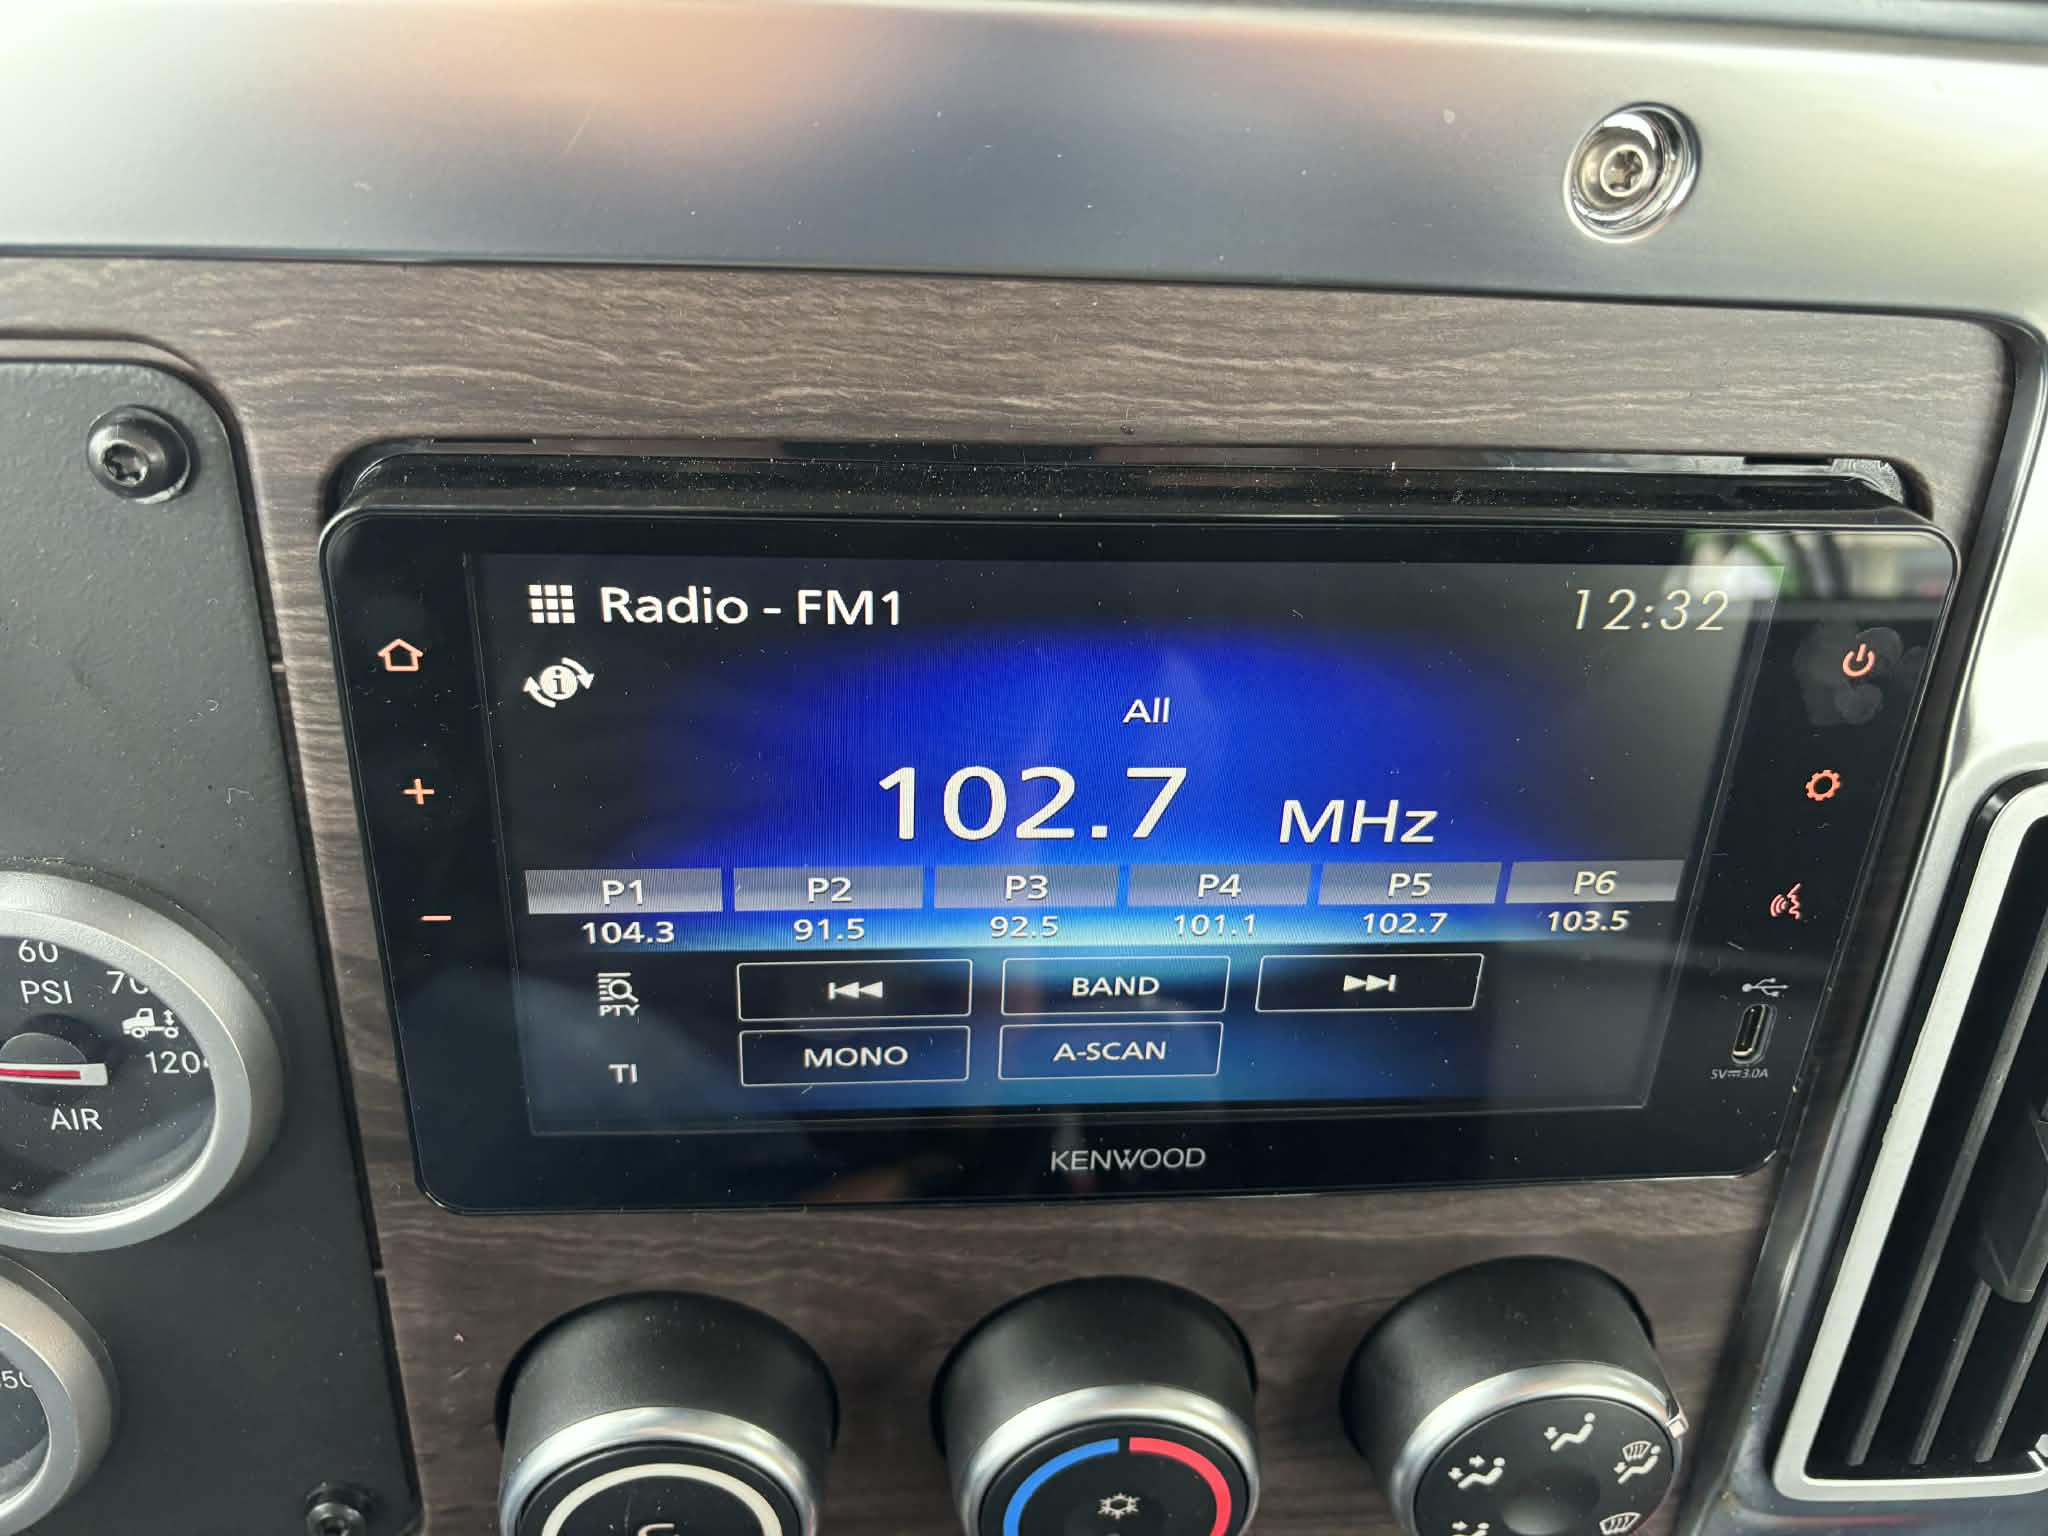 Radio - FM1
12:32
i
All
102.7 MHz
P1 P2 P3 P4 P5 P6
104.3 91.5 92.5 101.1 102.7 103.5
PTY
BAND
TI
MONO
A-SCAN
5V⎓3.0A
KENWOOD
60
PSI
120
AIR